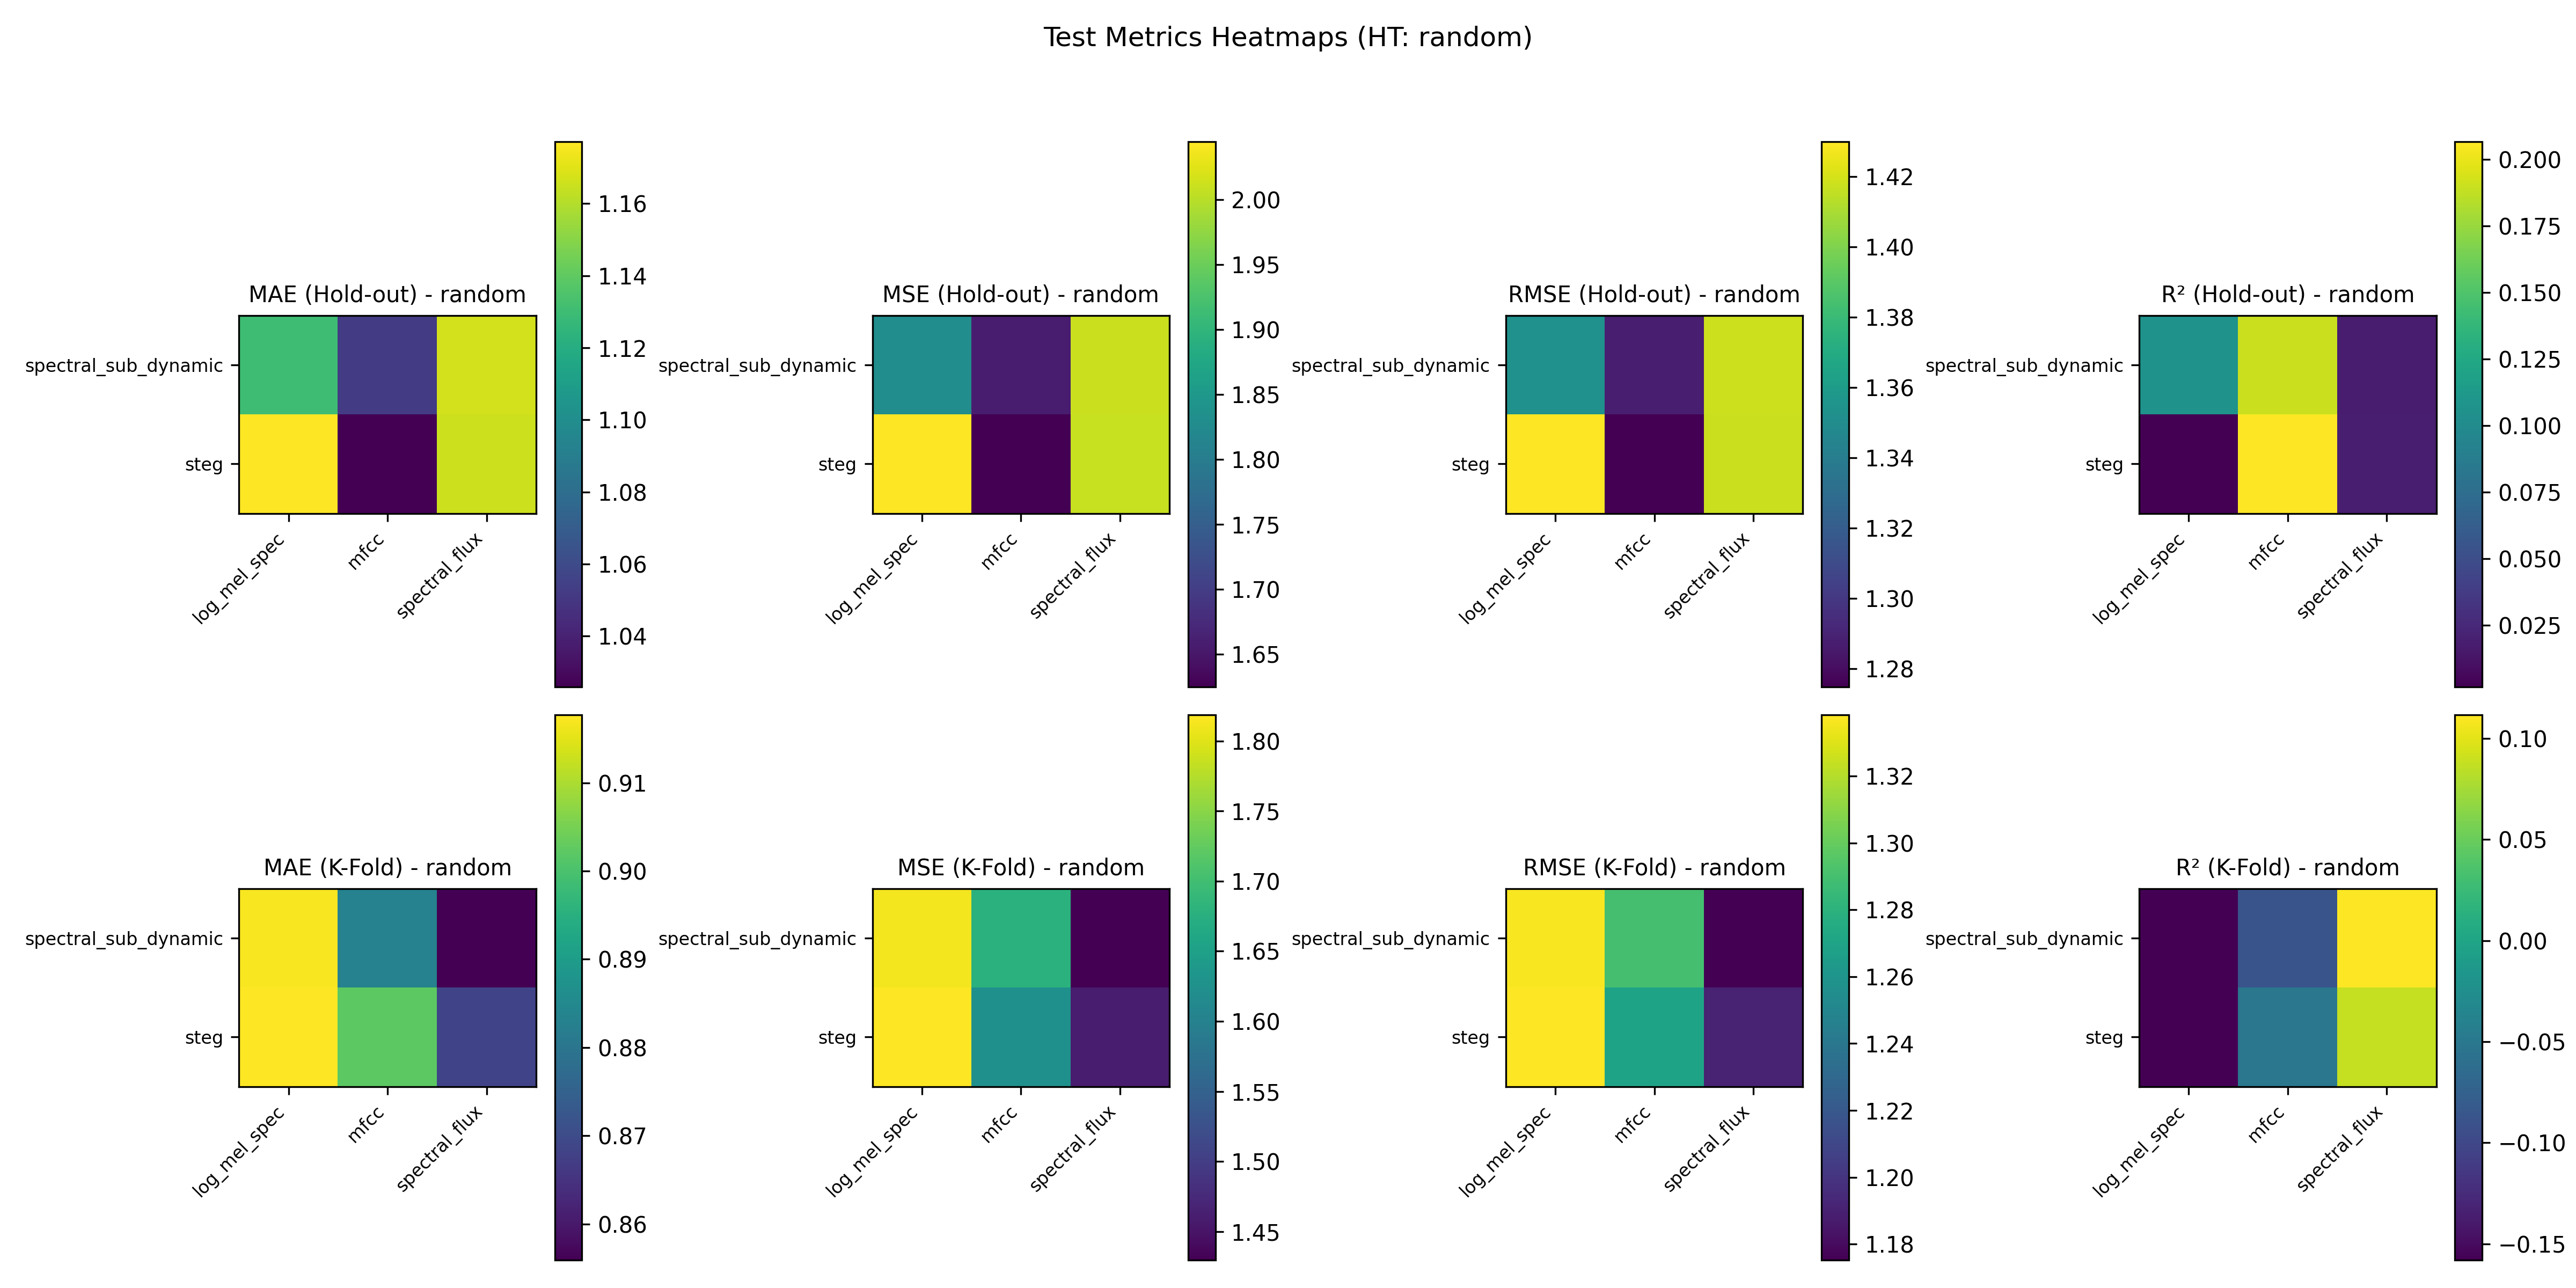 Test Metrics Heatmaps (HT: random)
MAE (Hold-out) - random
spectral_sub_dynamic
steg
log_mel_spec
mfcc
spectral_flux
1.16
1.14
1.12
1.10
1.08
1.06
1.04
MSE (Hold-out) - random
spectral_sub_dynamic
steg
log_mel_spec
mfcc
spectral_flux
2.00
1.95
1.90
1.85
1.80
1.75
1.70
1.65
RMSE (Hold-out) - random
spectral_sub_dynamic
steg
log_mel_spec
mfcc
spectral_flux
1.42
1.40
1.38
1.36
1.34
1.32
1.30
1.28
R² (Hold-out) - random
spectral_sub_dynamic
steg
log_mel_spec
mfcc
spectral_flux
0.200
0.175
0.150
0.125
0.100
0.075
0.050
0.025
MAE (K-Fold) - random
spectral_sub_dynamic
steg
log_mel_spec
mfcc
spectral_flux
0.91
0.90
0.89
0.88
0.87
0.86
MSE (K-Fold) - random
spectral_sub_dynamic
steg
log_mel_spec
mfcc
spectral_flux
1.80
1.75
1.70
1.65
1.60
1.55
1.50
1.45
RMSE (K-Fold) - random
spectral_sub_dynamic
steg
log_mel_spec
mfcc
spectral_flux
1.32
1.30
1.28
1.26
1.24
1.22
1.20
1.18
R² (K-Fold) - random
spectral_sub_dynamic
steg
log_mel_spec
mfcc
spectral_flux
0.10
0.05
0.00
−0.05
−0.10
−0.15